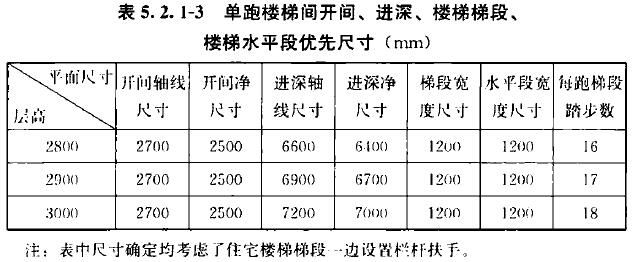 表5.2.1-3 单跑楼梯间开间、进深、楼梯梯段、
楼梯水平段优先尺寸（mm）
平面尺寸 开间轴线 开间净 进深轴 进深净 梯段宽 水平段宽 每跑梯段
层高 尺寸 尺寸 线尺寸 尺寸 度尺寸 度尺寸 踏步数
2800 2700 2500 6600 6400 1200 1200 16
2900 2700 2500 6900 6700 1200 1200 17
3000 2700 2500 7200 7000 1200 1200 18
注：表中尺寸确定均考虑了住宅楼梯梯段一边设置栏杆扶手。